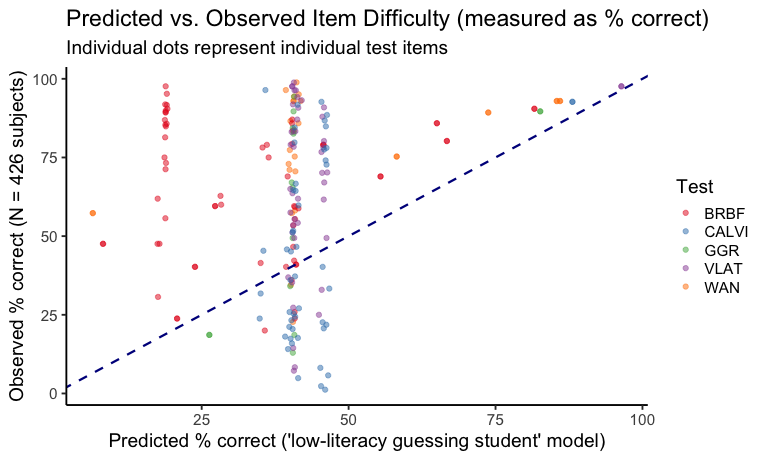 Predicted vs. Observed Item Difficulty (measured as % correct)
Individual dots represent individual test items
Observed % correct (N = 426 subjects)
100
75
50
25
0
25
50
75
100
Predicted % correct ('low-literacy guessing student' model)
Test
BRBF
CALVI
GGR
VLAT
WAN